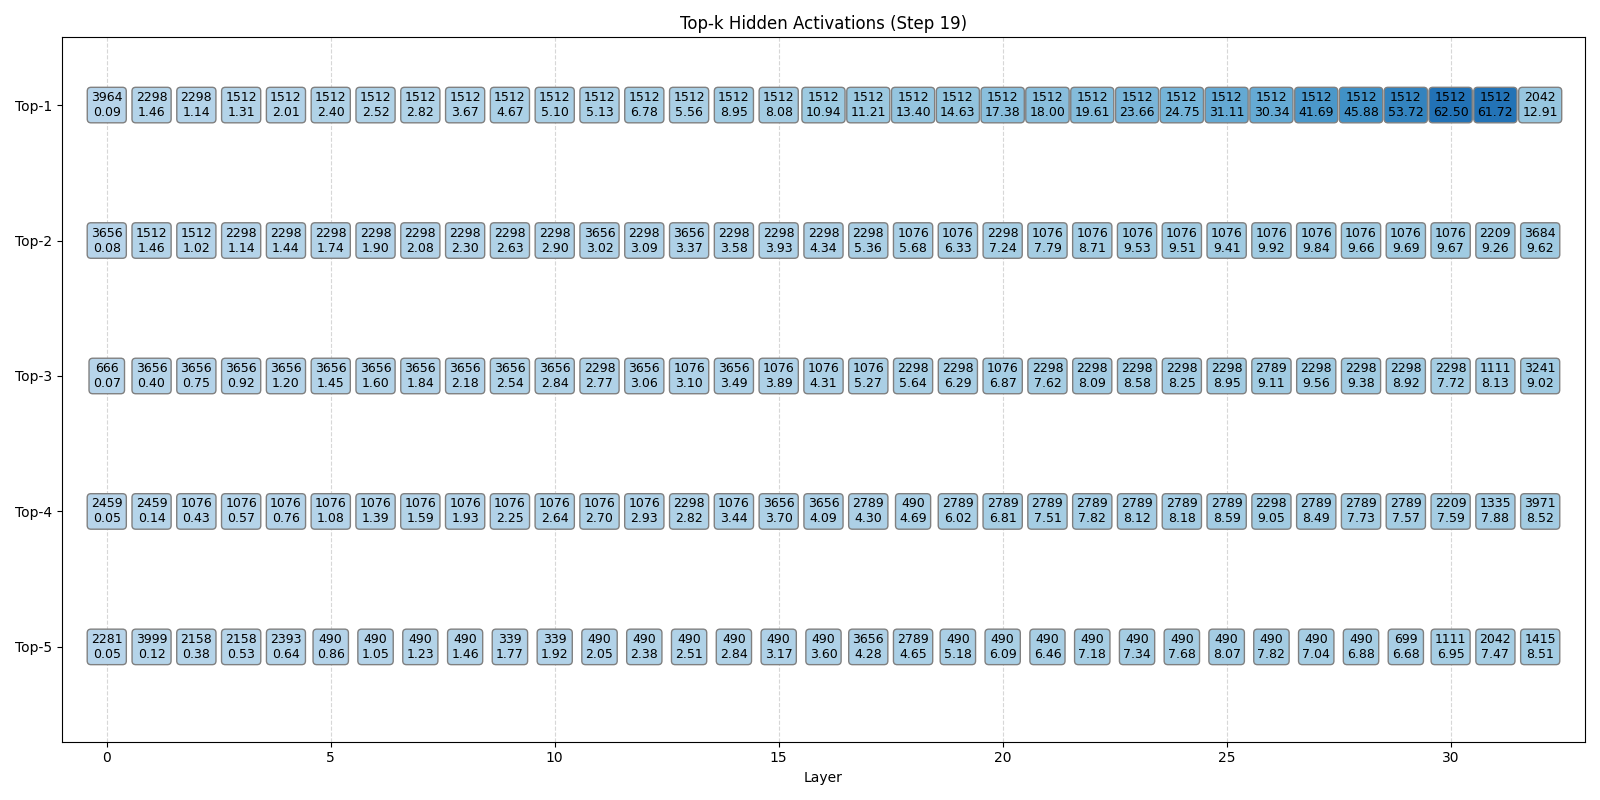 Top-k Hidden Activations (Step 19)
Top-1
3964 2298 2298 1512 1512 1512 1512 1512 1512 1512 1512 1512 1512 1512 1512 1512 1512 1512 1512 1512 1512 1512 1512 1512 1512 1512 1512 1512 1512 1512 1512 1512 2042
0.09 1.46 1.14 1.31 2.01 2.40 2.52 2.82 3.67 4.67 5.10 5.13 6.78 5.56 8.95 8.08 10.94 11.21 13.40 14.63 17.38 18.00 19.61 23.66 24.75 31.11 30.34 41.69 45.88 53.72 62.50 61.72 12.91
Top-2
3656 1512 1512 2298 2298 2298 2298 2298 2298 2298 2298 3656 2298 3656 2298 2298 2298 2298 1076 1076 2298 1076 1076 1076 1076 1076 1076 1076 1076 1076 1076 2209 3684
0.08 1.46 1.02 1.14 1.44 1.74 1.90 2.08 2.30 2.63 2.90 3.02 3.09 3.37 3.58 3.93 4.34 5.36 5.68 6.33 7.24 7.79 8.71 9.53 9.51 9.41 9.92 9.84 9.66 9.69 9.67 9.26 9.62
Top-3
666 3656 3656 3656 3656 3656 3656 3656 3656 3656 3656 2298 3656 1076 3656 1076 1076 1076 2298 2298 1076 2298 2298 2298 2298 2298 2789 2298 2298 2298 2298 1111 3241
0.07 0.40 0.75 0.92 1.20 1.45 1.60 1.84 2.18 2.54 2.84 2.77 3.06 3.10 3.49 3.89 4.31 5.27 5.64 6.29 6.87 7.62 8.09 8.58 8.25 8.95 9.11 9.56 9.38 8.92 7.72 8.13 9.02
Top-4
2459 2459 1076 1076 1076 1076 1076 1076 1076 1076 1076 1076 1076 2298 1076 3656 3656 2789 490 2789 2789 2789 2789 2789 2789 2789 2298 2789 2789 2789 2209 1335 3971
0.05 0.14 0.43 0.57 0.76 1.08 1.39 1.59 1.93 2.25 2.64 2.70 2.93 2.82 3.44 3.70 4.09 4.30 4.69 6.02 6.81 7.51 7.82 8.12 8.18 8.59 9.05 8.49 7.73 7.57 7.59 7.88 8.52
Top-5
2281 3999 2158 2158 2393 490 490 490 490 339 339 490 490 490 490 490 490 3656 2789 490 490 490 490 490 490 490 490 490 490 699 1111 2042 1415
0.05 0.12 0.38 0.53 0.64 0.86 1.05 1.23 1.46 1.77 1.92 2.05 2.38 2.51 2.84 3.17 3.60 4.28 4.65 5.18 6.09 6.46 7.18 7.34 7.68 8.07 7.82 7.04 6.88 6.68 6.95 7.47 8.51
0 5 10 15 20 25 30
Layer